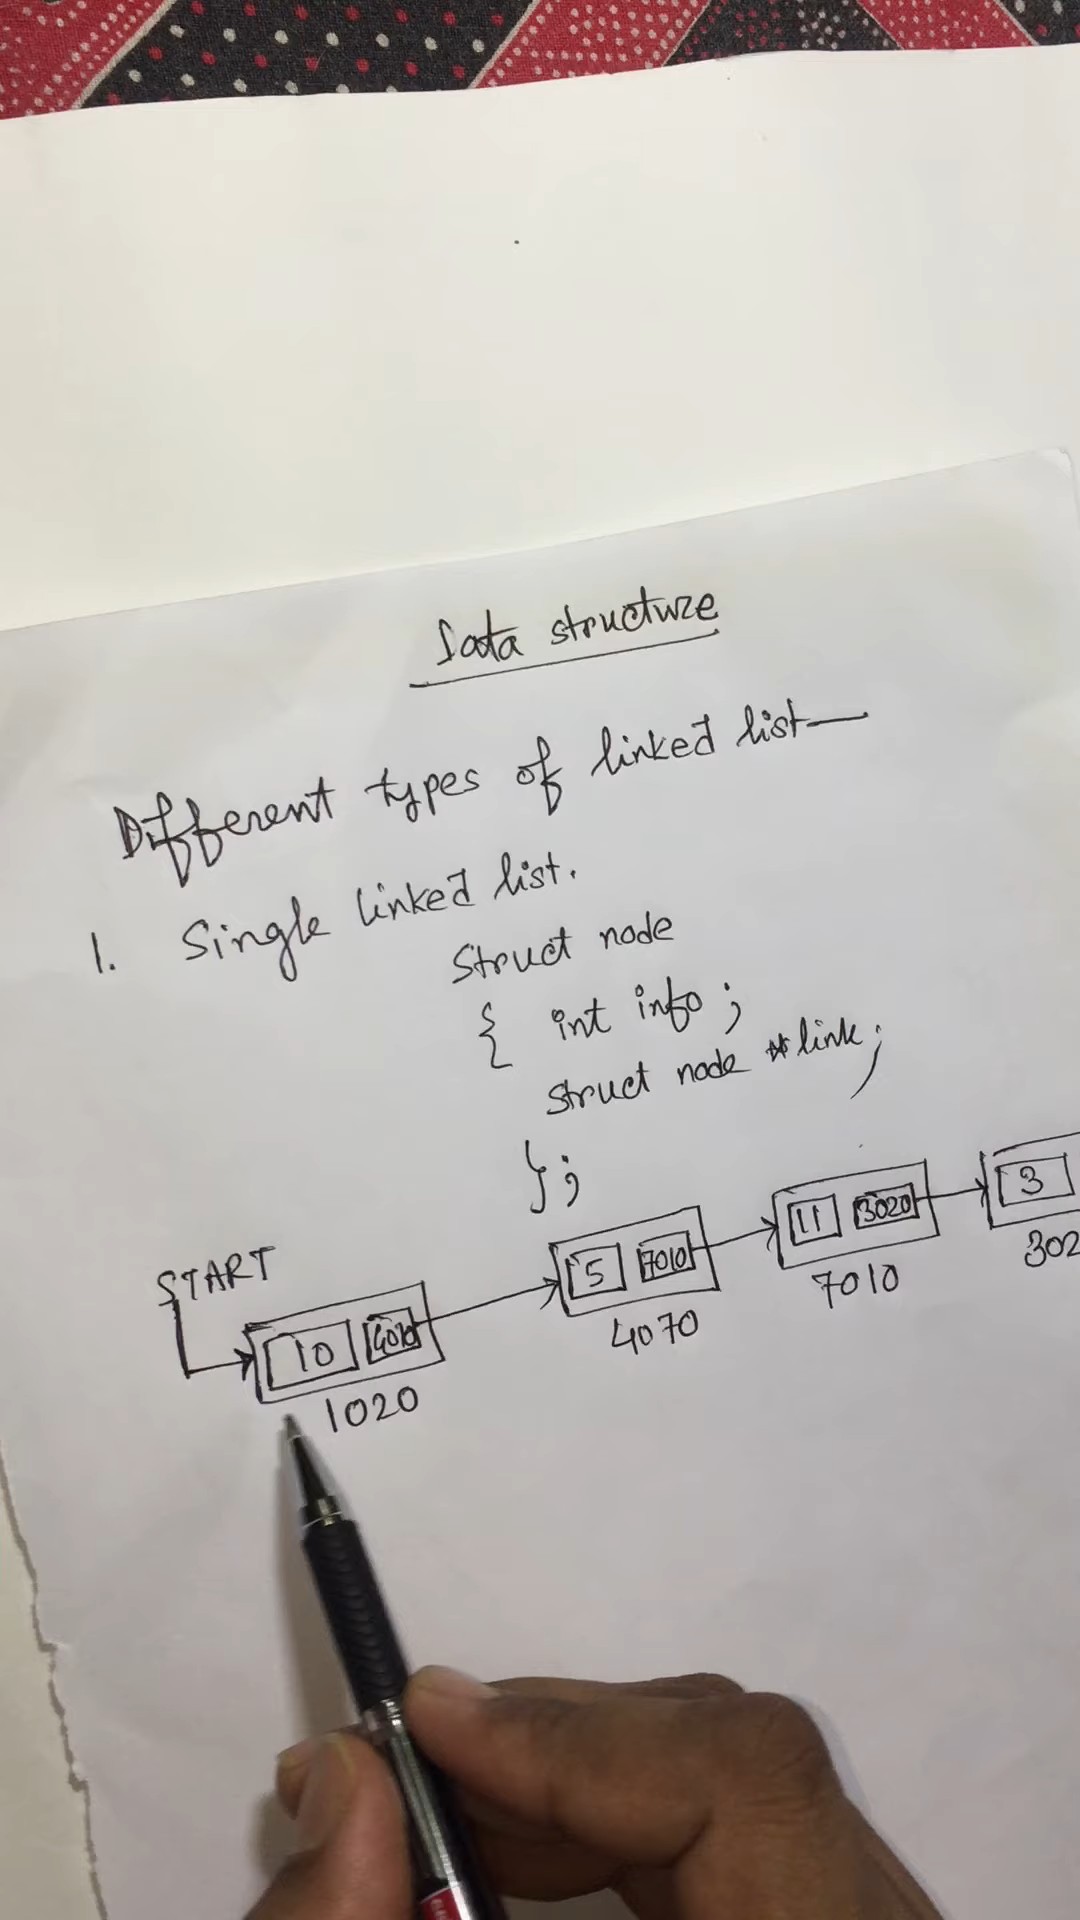 Data structure
Different types of linked list—
1. Single linked list.
struct node
{ int info;
struct node *link;
};
START
10
1020
5 7010
4070
11 3020
7010
3
302